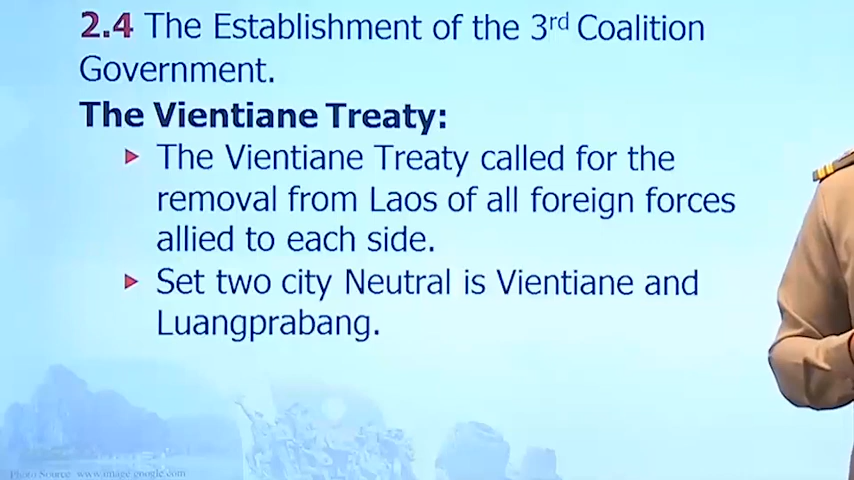 2.4 The Establishment of the 3rd Coalition
Government.
The Vientiane Treaty:
The Vientiane Treaty called for the
removal from Laos of all foreign forces
allied to each side.
Set two city Neutral is Vientiane and
Luangprabang.
Photo Source: www.image.google.com